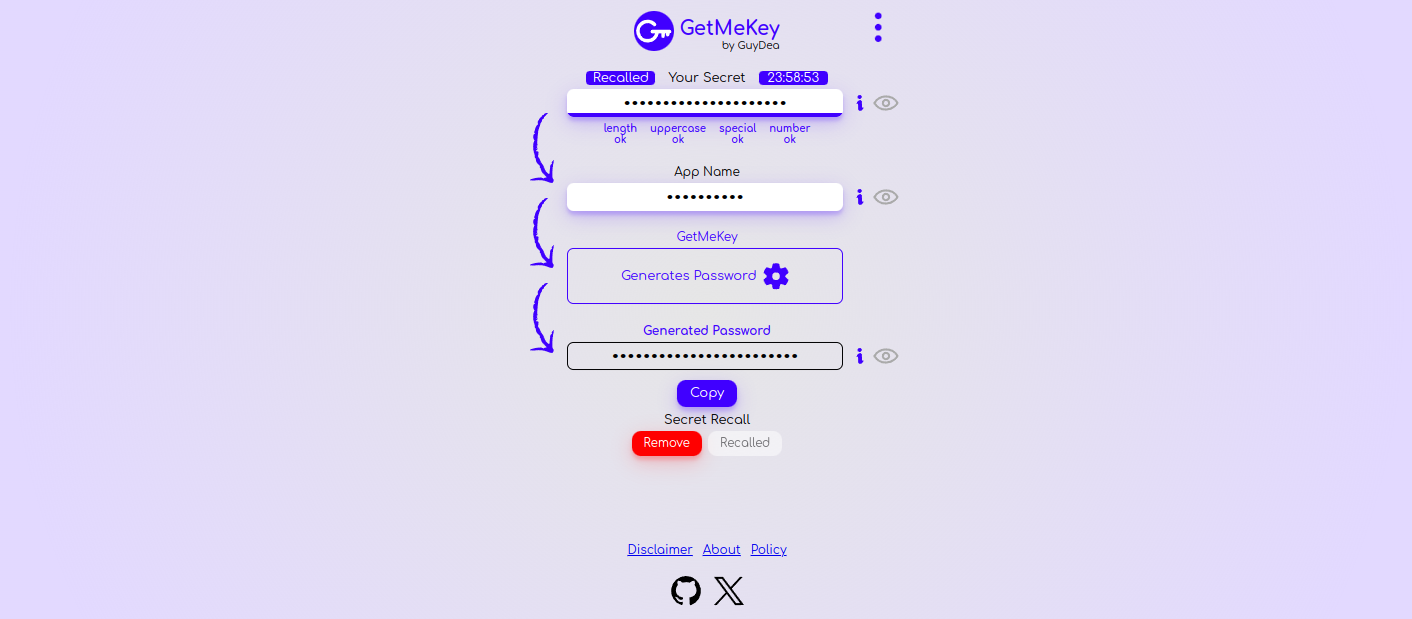 GetMeKey
by GuyDea
Recalled Your Secret 23:58:53
•••••••••••••••••••••
length uppercase special number
ok ok ok ok
App Name
••••••••••
GetMeKey
Generates Password
Generated Password
••••••••••••••••••••••••
Copy
Secret Recall
Remove Recalled
Disclaimer About Policy